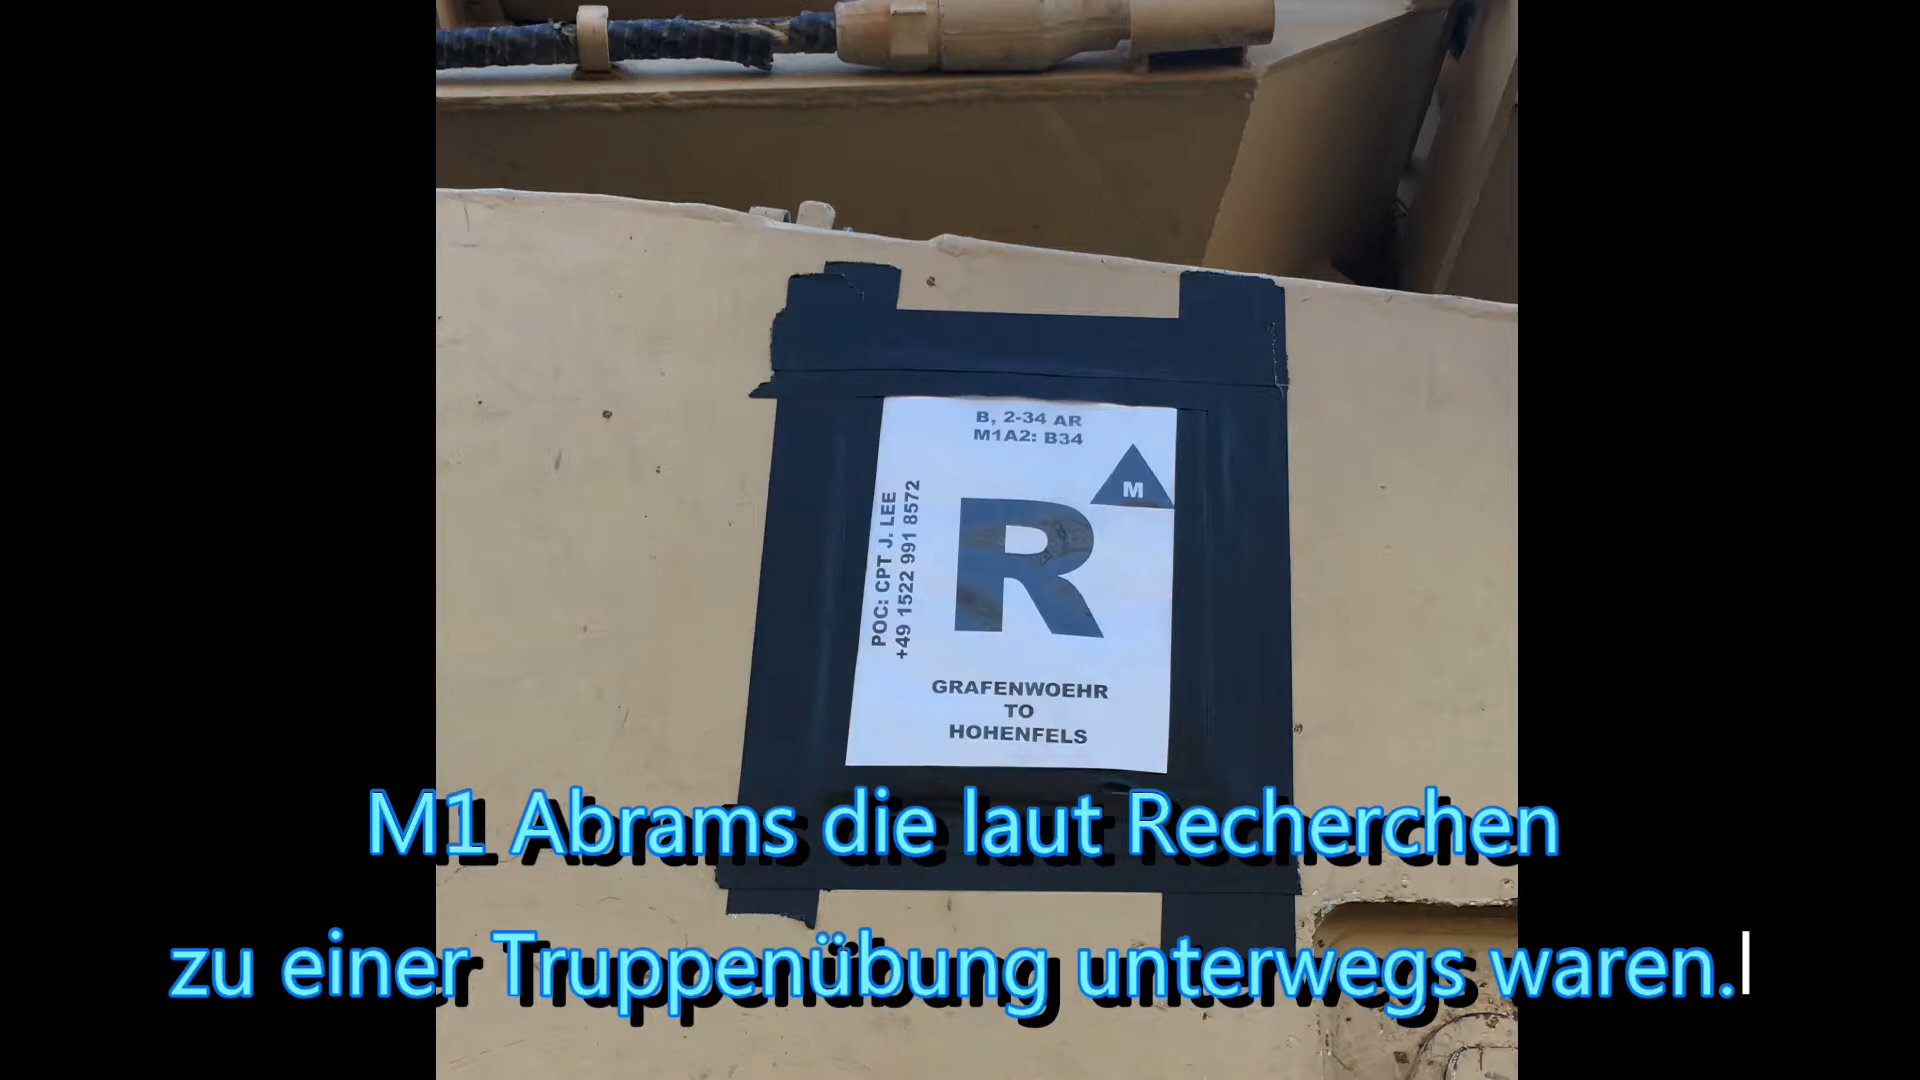 B, 2-34 AR
M1A2: B34
M
R
POC: CPT J. LEE
+49 1522 991 8572
GRAFENWOEHR
TO
HOHENFELS
M1 Abrams die laut Recherchen
zu einer Truppenübung unterwegs waren.